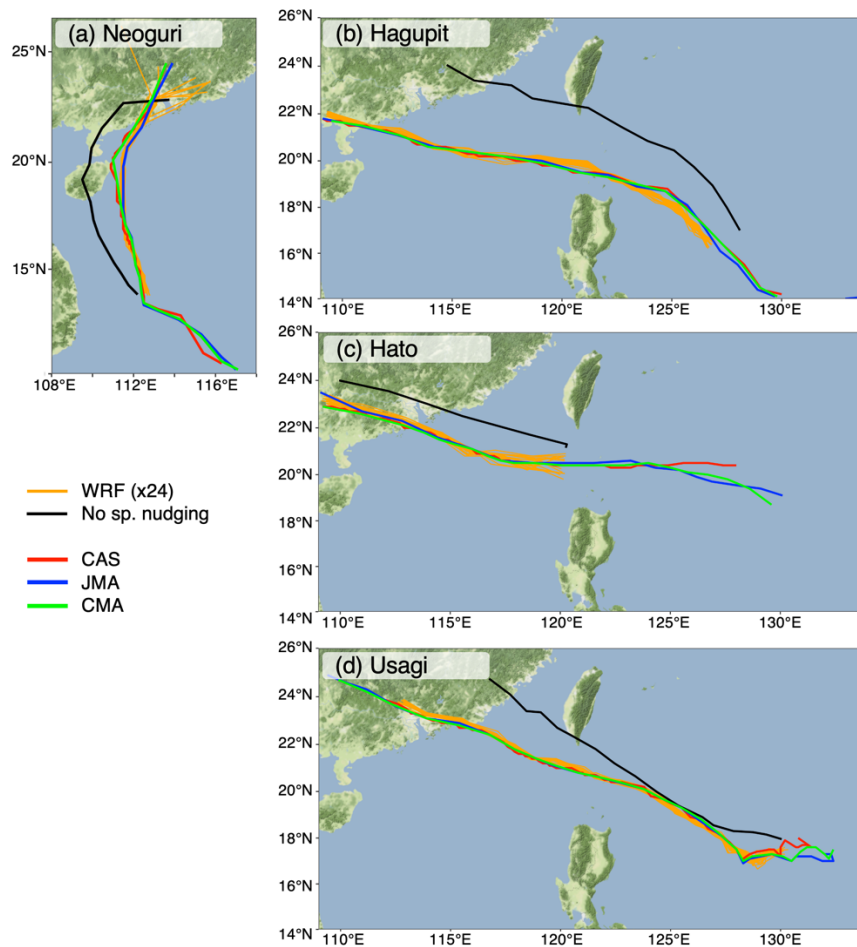 (a) Neoguri
25°N
20°N
15°N
108°E
112°E
116°E
(b) Hagupit
26°N
24°N
22°N
20°N
18°N
16°N
14°N
110°E
115°E
120°E
125°E
130°E
(c) Hato
26°N
24°N
22°N
20°N
18°N
16°N
14°N
110°E
115°E
120°E
125°E
130°E
WRF (x24)
No sp. nudging
CAS
JMA
CMA
(d) Usagi
26°N
24°N
22°N
20°N
18°N
16°N
14°N
110°E
115°E
120°E
125°E
130°E